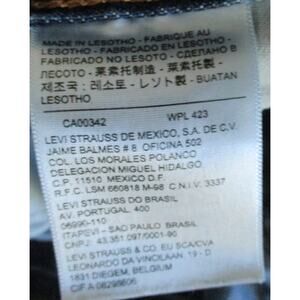 MADE IN LESOTHO - FABRIQUE AU
LESOTHO - FABRICADO EN LESOTHO -
FABRICADO NO LESOTO - СДЕЛАНО В
ЛЕСОТО - 莱索托制造 - 萊索托製
제조국: 레소토 - レソト製 - BUATAN
LESOTHO
CA00342 WPL 423
LEVI STRAUSS DE MEXICO, S.A. DE C.V.
JAIME BALMES # 8 OFICINA 502
COL. LOS MORALES POLANCO
DELEGACION MIGUEL HIDALGO,
C.P. 11510 MEXICO D.F.
R.F.C. LSM 660818 M-98 C.N.I.V. 3337
LEVI STRAUSS DO BRASIL
AV. PORTUGAL, 400
06690-110
ITAPEVI - SAO PAULO BRASIL
CNPJ: 43.351.097/0001-90
LEVI STRAUSS & CO. EU SCA/CVA
LEONARDO DA VINCILAAN, 19 - D
1831 DIEGEM, BELGIUM